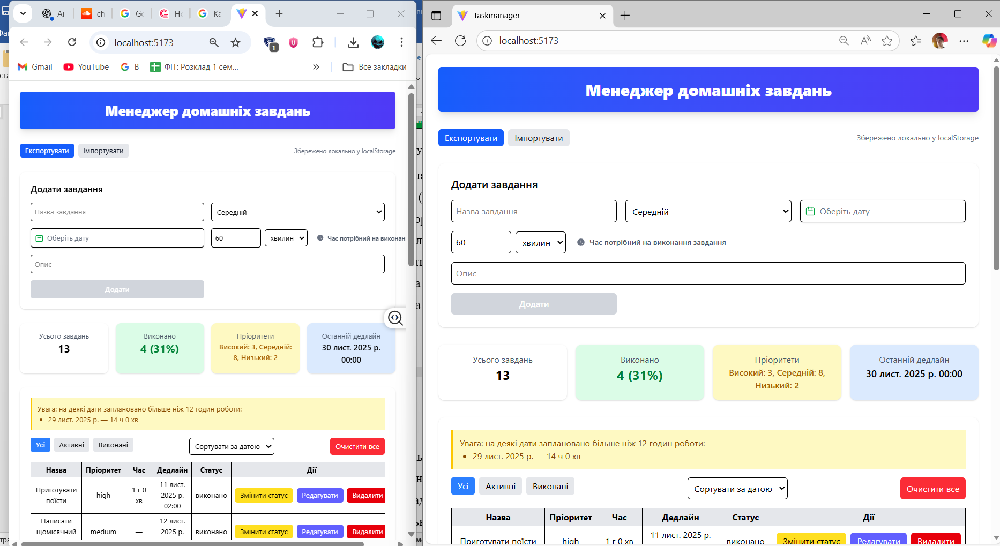 Ан
ch
Go
Но
Ка
localhost:5173
1
Gmail
YouTube
В
ФІТ: Розклад 1 сем...
Все закладки
Менеджер домашніх завдань
Експортувати
Імпортувати
Збережено локально у localStorage
Додати завдання
Назва завдання
Середній
Оберіть дату
60
хвилин
Час потрібний на виконанн
Опис
Додати
Усього завдань
13
Виконано
4 (31%)
Пріоритети
Високий: 3, Середній:
8, Низький: 2
Останній дедлайн
30 лист. 2025 р.
00:00
Увага: на деякі дати заплановано більше ніж 12 годин роботи:
29 лист. 2025 р. — 14 ч 0 хв
Усі
Активні
Виконані
Сортувати за датою
Очистити все
Назва Пріоритет Час Дедлайн Статус Дії
Приготувати
поїсти
high
1 г 0
хв
11 лист.
2025 р.
02:00
виконано
Змінити статус
Редагувати
Видалити
Написати
щомісячний
medium
—
12 лист.
2025 р.
виконано
Змінити статус
Редагувати
Видалити
taskmanager
localhost:5173
Менеджер домашніх завдань
Експортувати
Імпортувати
Збережено локально у localStorage
Додати завдання
Назва завдання
Середній
Оберіть дату
60
хвилин
Час потрібний на виконання завдання
Опис
Додати
Усього завдань
13
Виконано
4 (31%)
Пріоритети
Високий: 3, Середній: 8,
Низький: 2
Останній дедлайн
30 лист. 2025 р. 00:00
Увага: на деякі дати заплановано більше ніж 12 годин роботи:
29 лист. 2025 р. — 14 ч 0 хв
Усі
Активні
Виконані
Сортувати за датою
Очистити все
Назва Пріоритет Час Дедлайн Статус Дії
Приготувати поїсти
high
1 г 0 хв
11 лист. 2025 р.
виконано
Змінити статус
Редагувати
Видалити